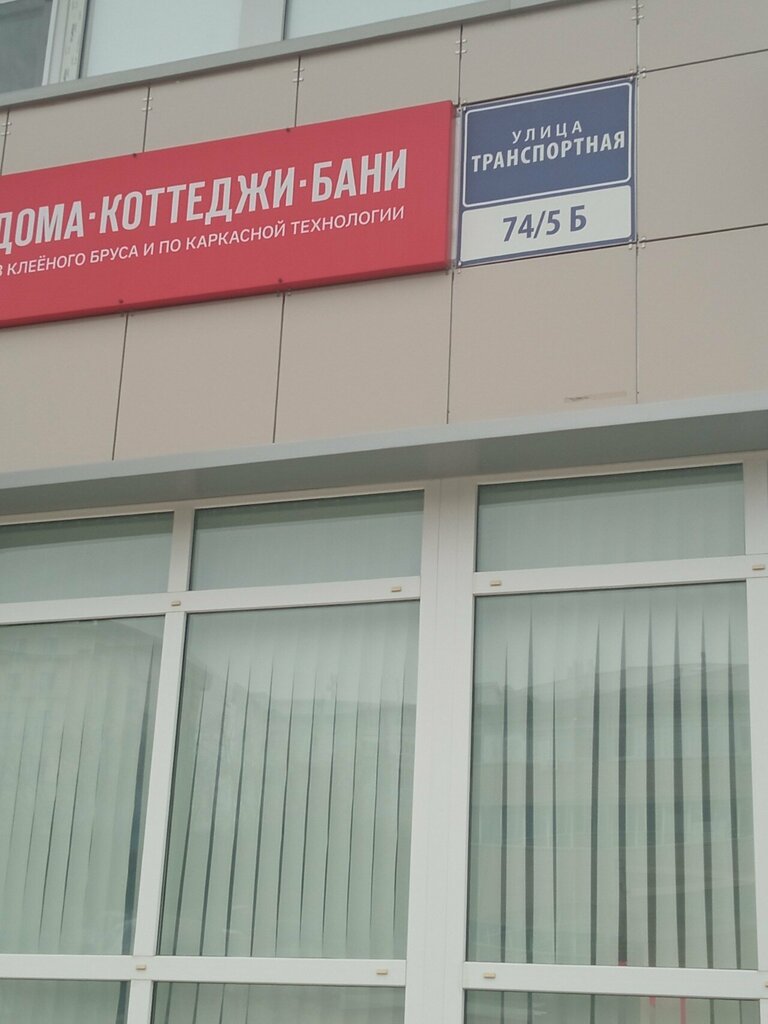 ДОМА·КОТТЕДЖИ·БАНИ
КЛЕЁНОГО БРУСА И ПО КАРКАСНОЙ ТЕХНОЛОГИИ
УЛИЦА
ТРАНСПОРТНАЯ
74/5 Б